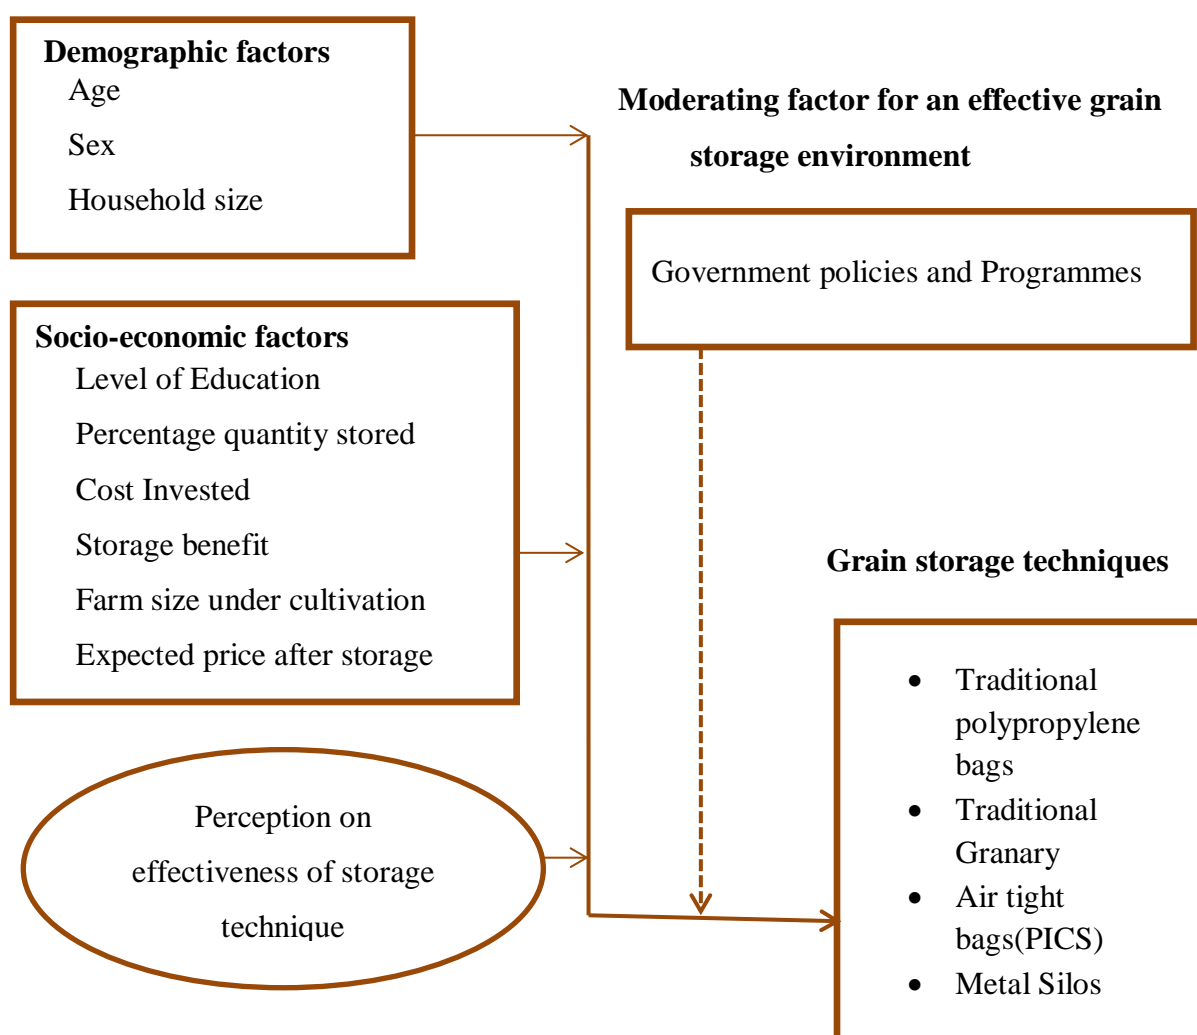 Demographic factors
Age
Sex
Household size
Moderating factor for an effective grain
storage environment
Government policies and Programmes
Socio-economic factors
Level of Education
Percentage quantity stored
Cost Invested
Storage benefit
Farm size under cultivation
Expected price after storage
Perception on
effectiveness of storage
technique
Grain storage techniques
• Traditional
polypropylene
bags
• Traditional
Granary
• Air tight
bags(PICS)
• Metal Silos